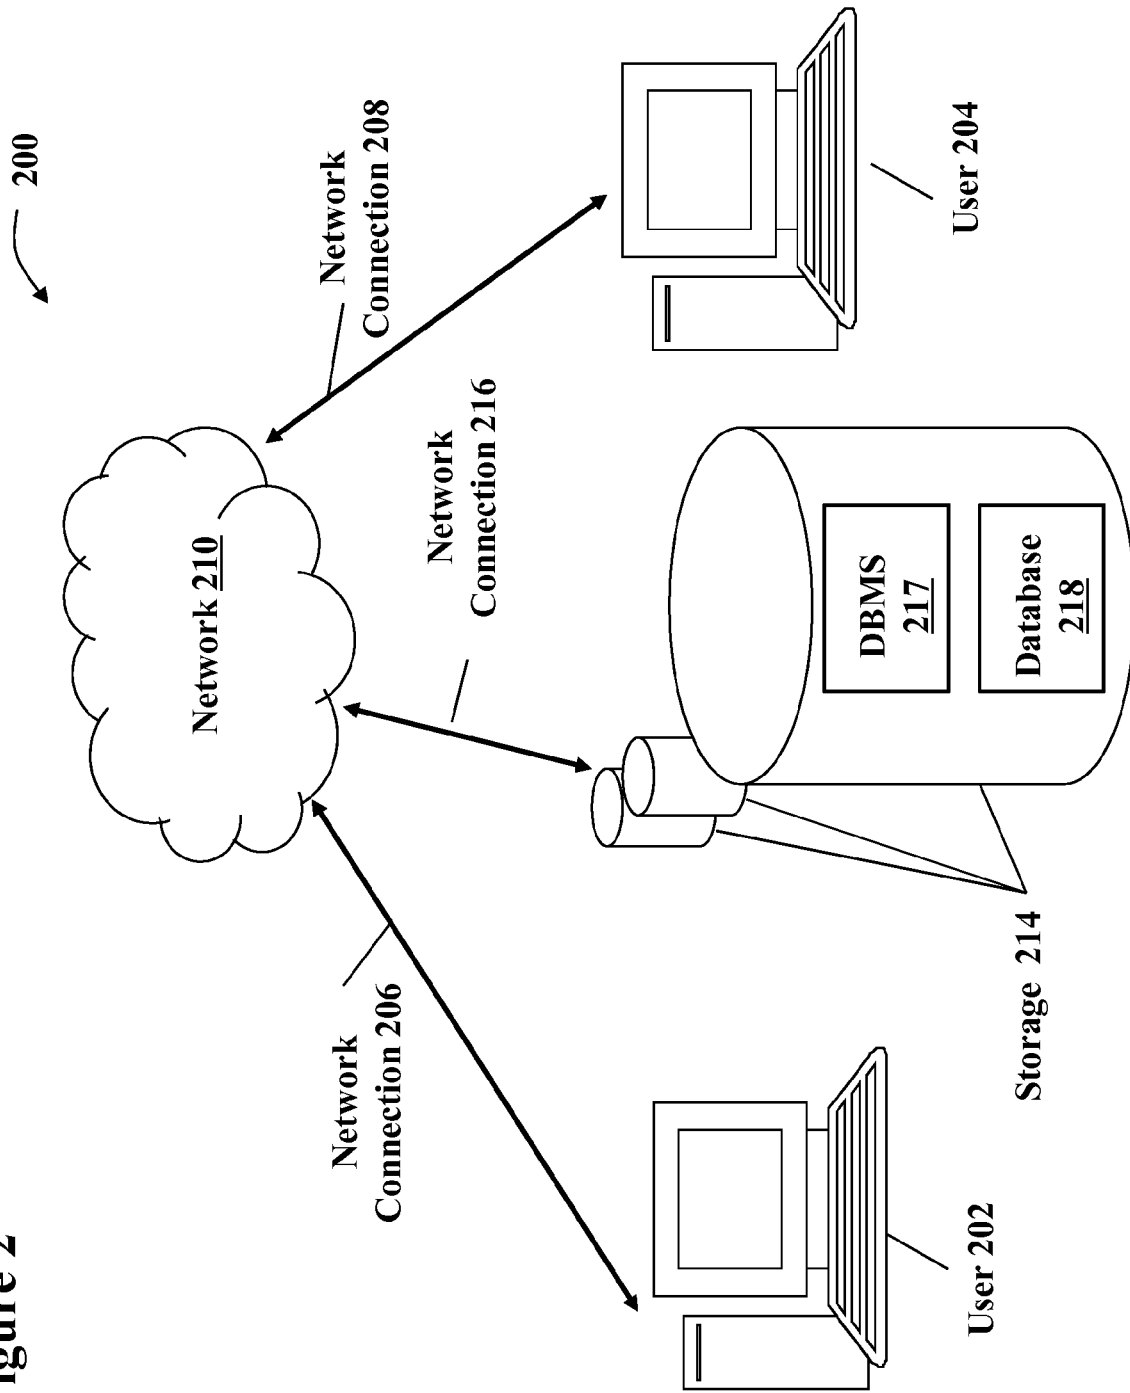 igure 2
200
Network 210
Network
Connection 206
Network
Connection 216
Network
Connection 208
User 202
Storage 214
DBMS
217
Database
218
User 204